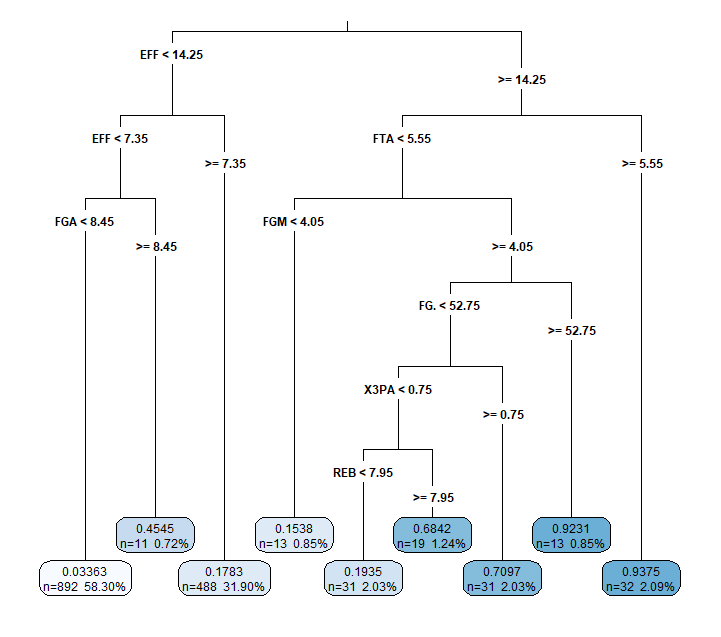 EFF < 14.25
>= 14.25
EFF < 7.35
FTA < 5.55
>= 7.35
>= 5.55
FGA < 8.45
FGM < 4.05
>= 8.45
>= 4.05
FG. < 52.75
>= 52.75
X3PA < 0.75
>= 0.75
REB < 7.95
>= 7.95
0.4545
n=11 0.72%
0.1538
n=13 0.85%
0.6842
n=19 1.24%
0.9231
n=13 0.85%
0.03363
n=892 58.30%
0.1783
n=488 31.90%
0.1935
n=31 2.03%
0.7097
n=31 2.03%
0.9375
n=32 2.09%